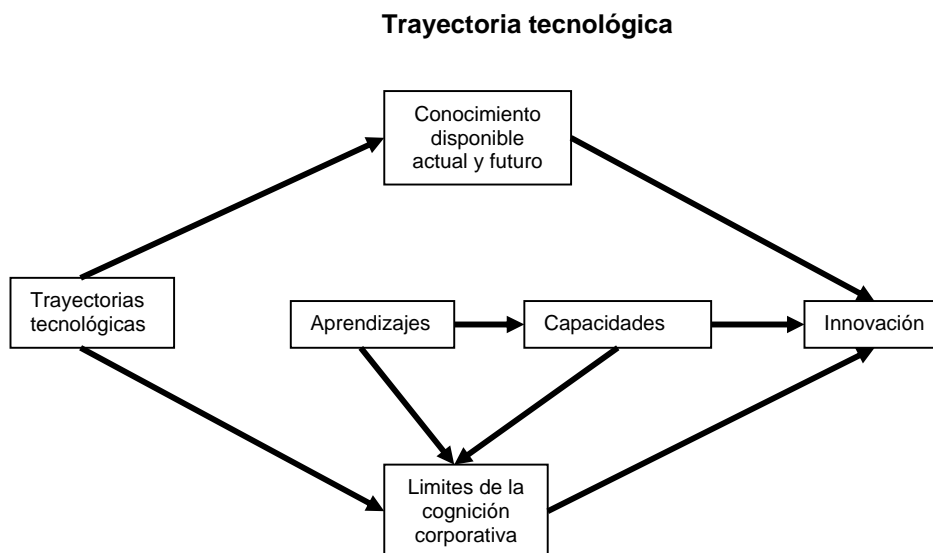 Trayectoria tecnológica
Conocimiento
disponible
actual y futuro
Trayectorias
tecnológicas
Aprendizajes
Capacidades
Innovación
Limites de la
cognición
corporativa